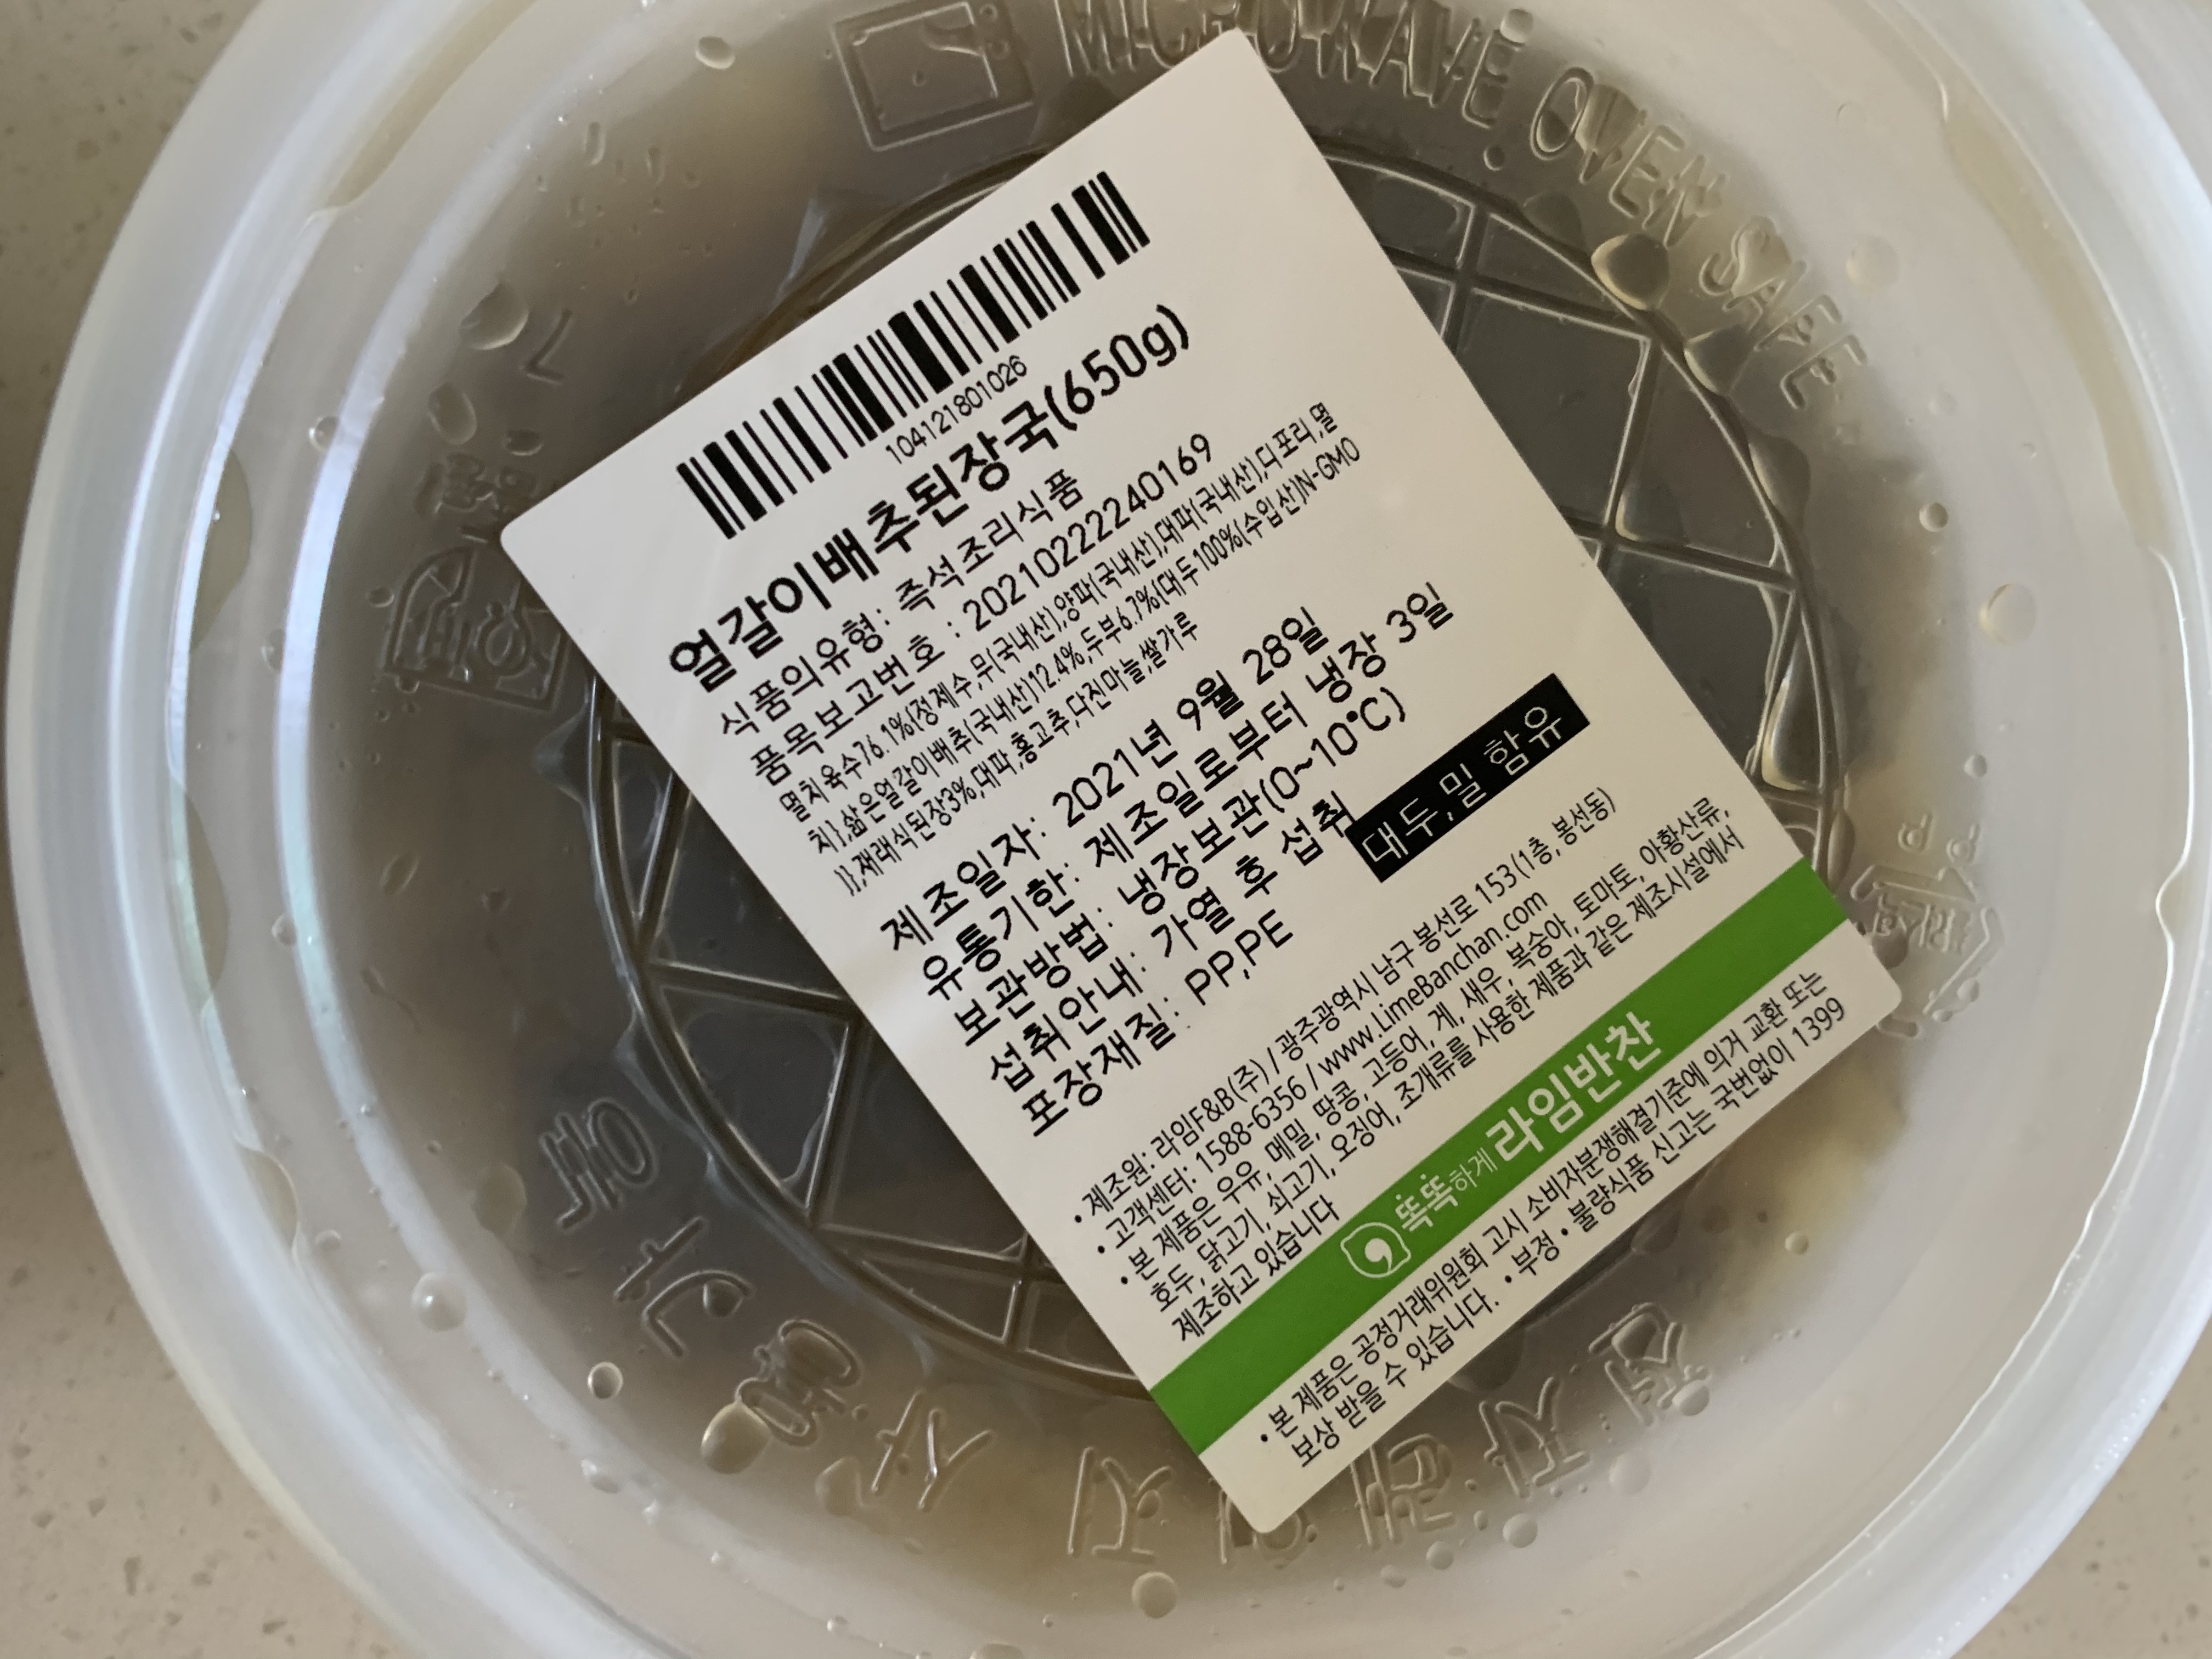 MICROWAVE OVEN SAFE
104121801026
얼갈이배추된장국(650g)
식품의유형: 즉석조리식품
품목보고번호 : 20210222240169
멸치육수76.1%{정제수,무(국내산),양파(국내산),대파(국내산),디포리,멸
치},삶은얼갈이배추(국내산)12.4%,두부6.7%(대두100%(수입산)N-GMO
)},재래식된장3%,대파,홍고추,다진마늘,쌀가루
제조일자: 2021년 9월 28일
유통기한: 제조일로부터 냉장 3일
보관방법: 냉장보관(0~10°C)
섭취안내: 가열 후 섭취
포장재질: PP,PE
대두,밀 함유
• 제조원: 라임F&B(주) / 광주광역시 남구 봉선로 153 (1층, 봉선동)
• 고객센터: 1588-6356 / www.LimeBanchan.com
• 본 제품은 우유, 메밀, 땅콩, 고등어, 게, 새우, 복숭아, 토마토, 아황산류,
호두, 닭고기, 쇠고기, 오징어, 조개류를 사용한 제품과 같은 제조시설에서
제조하고 있습니다
똑똑하게 라임반찬
• 본 제품은 공정거래위원회 고시 소비자분쟁해결기준에 의거 교환 또는
보상 받을 수 있습니다. • 부정 • 불량식품 신고는 국번없이 1399
전자레인지사용가능